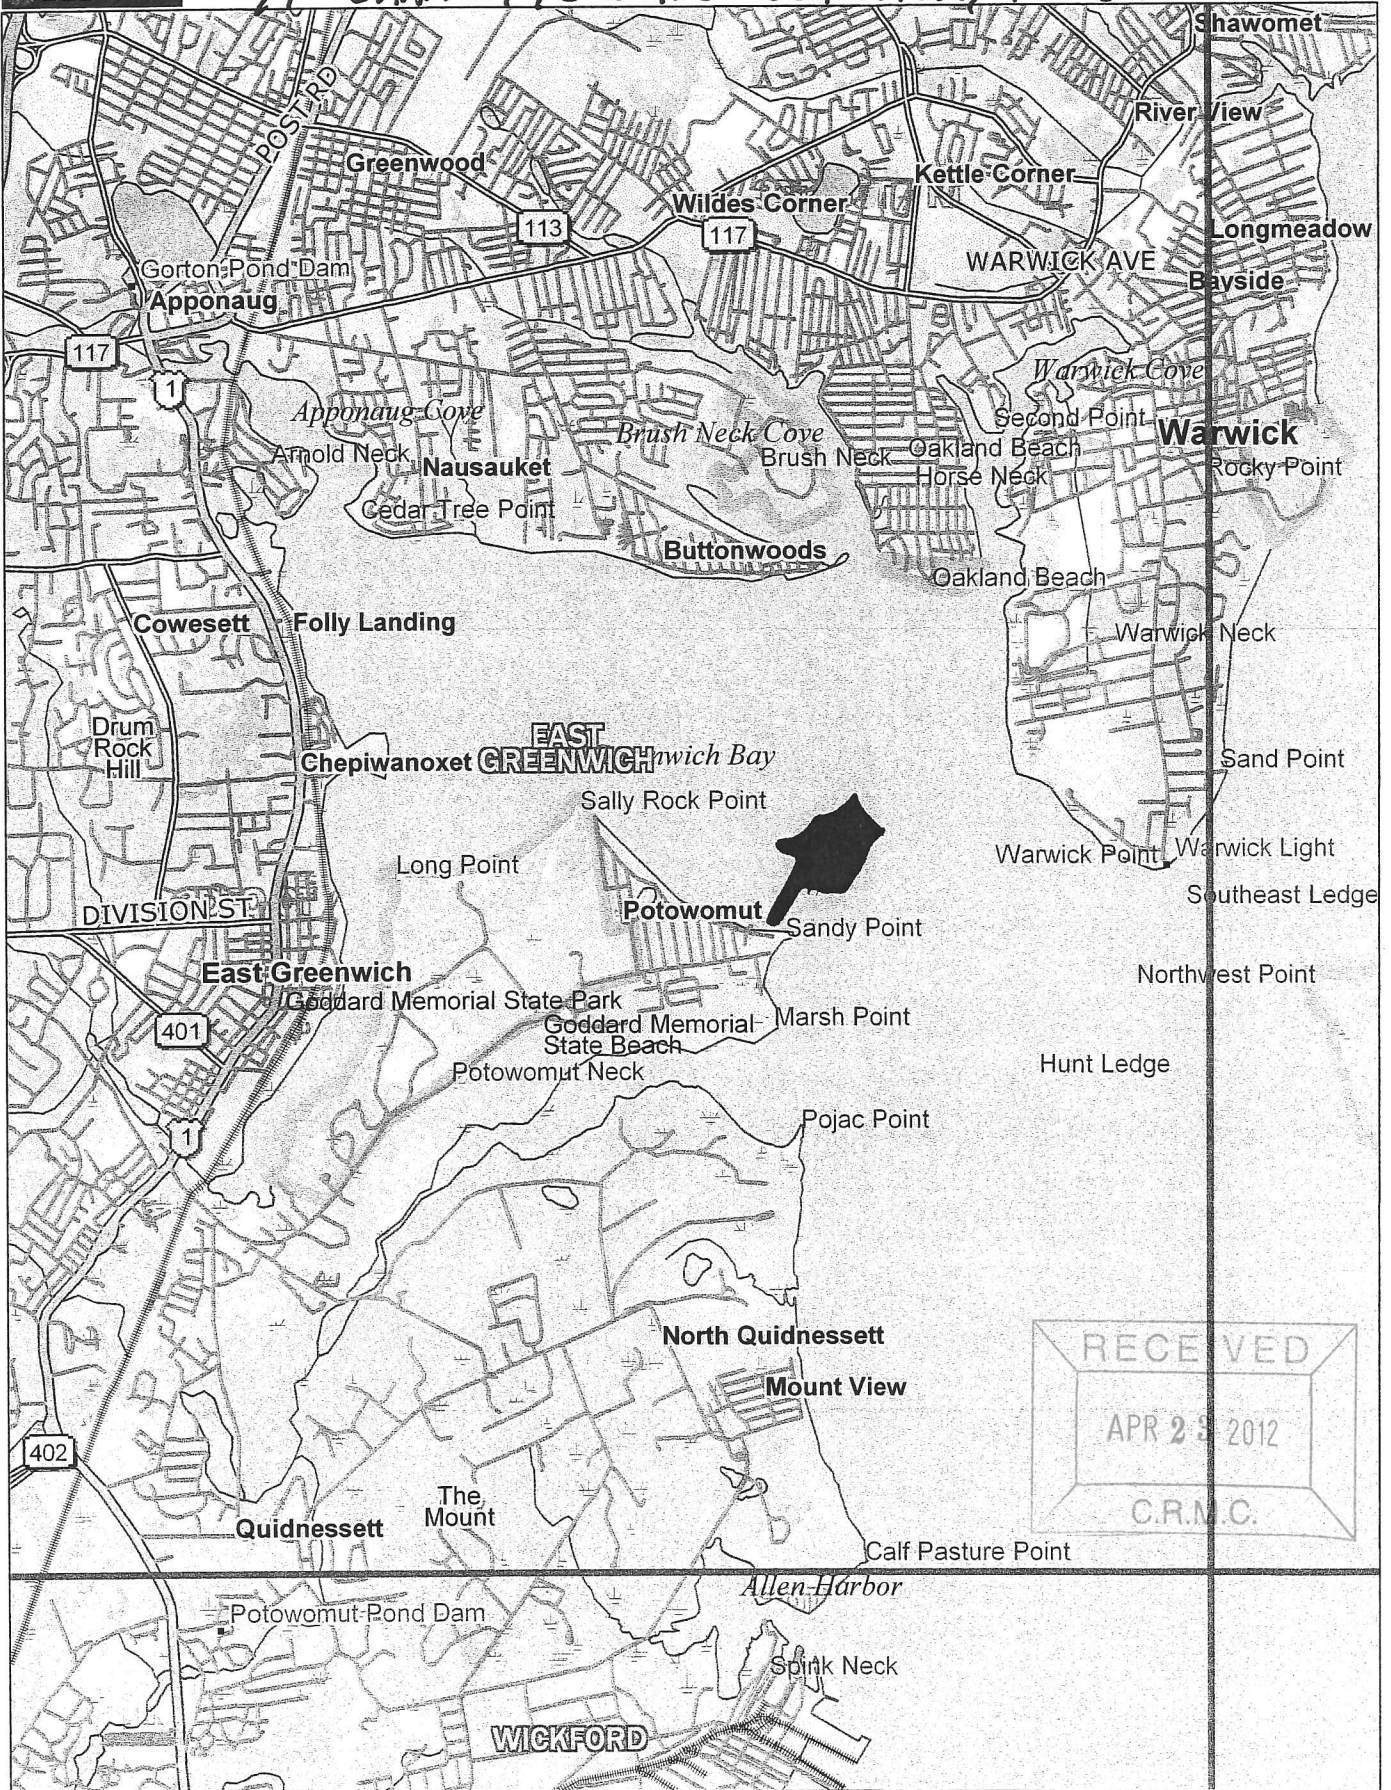 Shawomet
River View
POST RD
Greenwood
Kettle Corner
Wildes Corner
113
117
Longmeadow
WARWICK AVE
Gorton Pond Dam
Bayside
Apponaug
117
1
Warwick Cove
Apponaug Cove
Second Point
Brush Neck Cove
Warwick
Arnold Neck
Oakland Beach
Brush Neck
Nausauket
Rocky Point
Horse Neck
Cedar Tree Point
Buttonwoods
Oakland Beach
Cowesett
Folly Landing
Warwick Neck
Drum
Rock
Hill
EAST
GREENWICH
nwich Bay
Chepiwanoxet
Sand Point
Sally Rock Point
Long Point
Warwick Point
Warwick Light
Southeast Ledge
DIVISION ST
Potowomut
Sandy Point
East Greenwich
Northwest Point
Goddard Memorial State Park
401
Goddard Memorial
State Beach
Marsh Point
Potowomut Neck
Hunt Ledge
Pojac Point
1
North Quidnessett
RECEIVED
Mount View
APR 23 2012
402
The
Mount
C.R.M.C.
Quidnessett
Calf Pasture Point
Allen Harbor
Potowomut Pond Dam
Spink Neck
WICKFORD